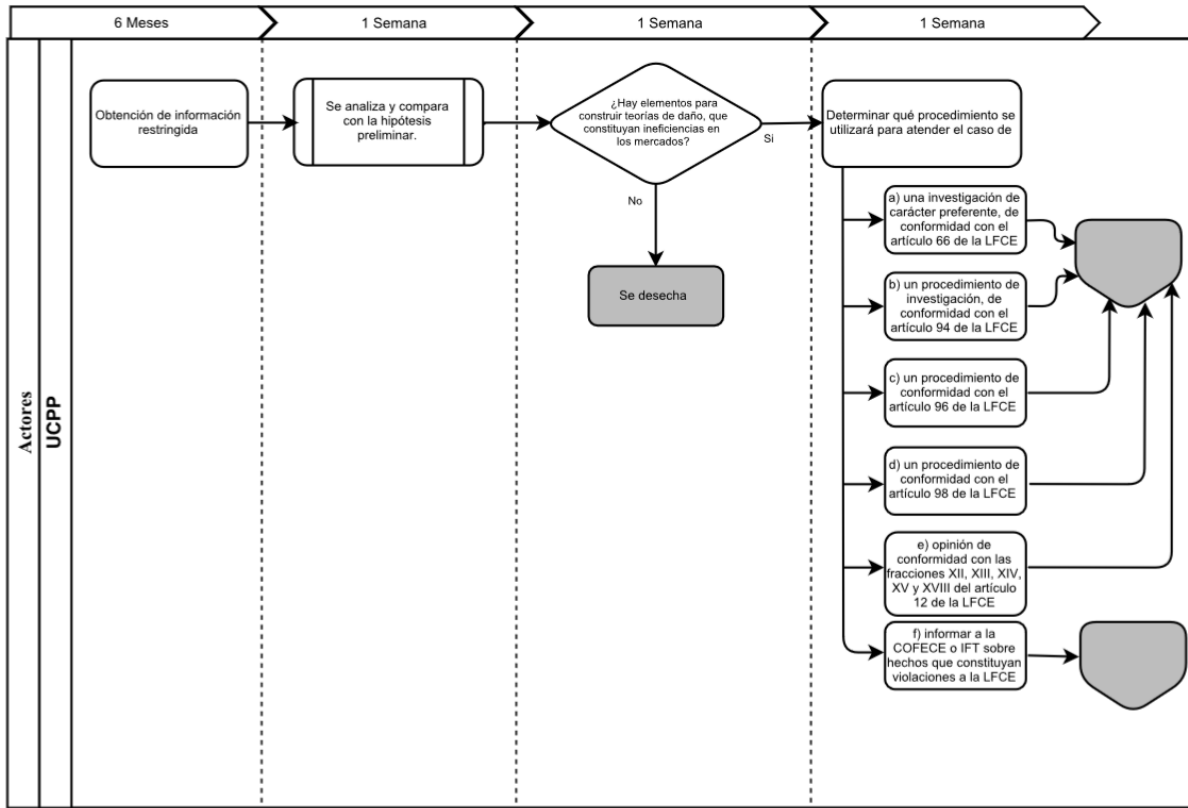 6 Meses
1 Semana
1 Semana
1 Semana
Actores
UCPP
Obtención de información
restringida
Se analiza y compara
con la hipótesis
preliminar.
¿Hay elementos para
construir teorías de daño, que
constituyan ineficiencias en
los mercados?
Si
No
Se desecha
Determinar qué procedimiento se
utilizará para atender el caso de
a) una investigación de
carácter preferente, de
conformidad con el
artículo 66 de la LFCE
b) un procedimiento de
investigación, de
conformidad con el
artículo 94 de la LFCE
c) un procedimiento de
conformidad con el
artículo 96 de la LFCE
d) un procedimiento de
conformidad con el
artículo 98 de la LFCE
e) opinión de
conformidad con las
fracciones XII, XIII, XIV,
XV y XVIII del artículo
12 de la LFCE
f) informar a la
COFECE o IFT sobre
hechos que constituyan
violaciones a la LFCE